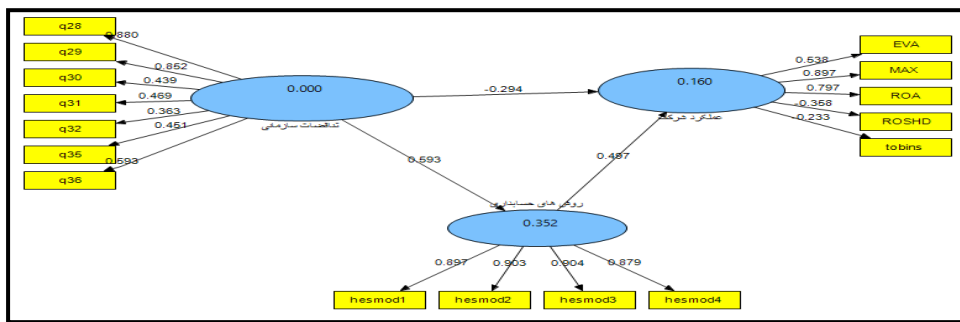 q28
q29
q30
q31
q32
q35
q36
0.880
0.852
0.439
0.469
0.363
0.451
0.593
0.000
تناقضات سازمانی
-0.294
0.593
0.160
عملکرد شرکت
0.497
EVA
MAX
ROA
ROSHD
tobins
0.538
0.897
0.797
-0.358
-0.233
روش های حسابداری
0.352
0.897
0.903
0.904
0.879
hesmod1
hesmod2
hesmod3
hesmod4